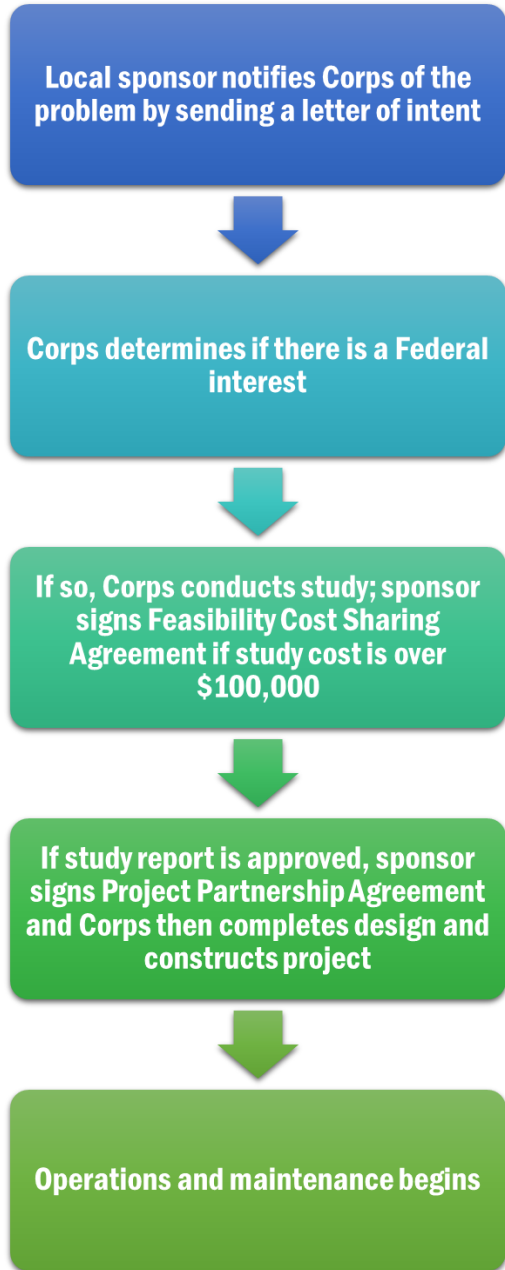 Local sponsor notifies Corps of the
problem by sending a letter of intent
Corps determines if there is a Federal
interest
If so, Corps conducts study; sponsor
signs Feasibility Cost Sharing
Agreement if study cost is over
$100,000
If study report is approved, sponsor
signs Project Partnership Agreement
and Corps then completes design and
constructs project
Operations and maintenance begins